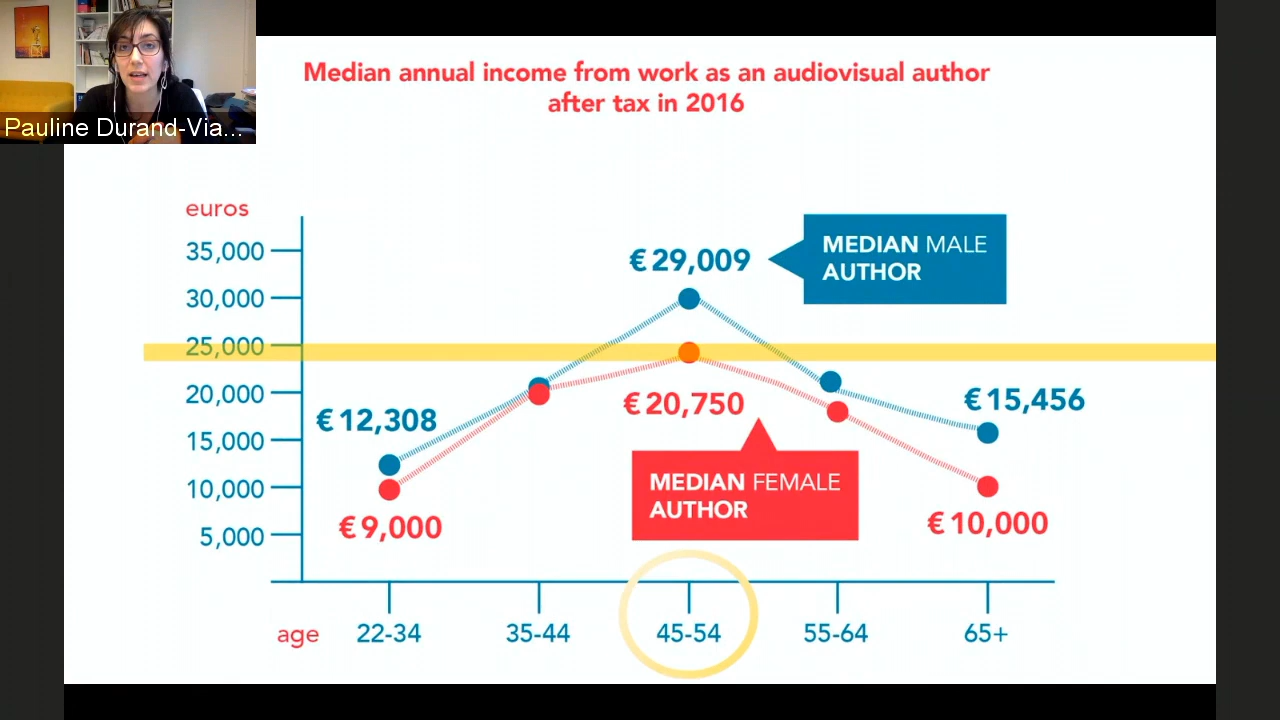 Pauline Durand-Via...
Median annual income from work as an audiovisual author
after tax in 2016
euros
35,000
30,000
25,000
20,000
15,000
10,000
5,000
€ 29,009
MEDIAN MALE
AUTHOR
€ 12,308
€ 20,750
€ 15,456
MEDIAN FEMALE
AUTHOR
€ 9,000
€ 10,000
age 22-34 35-44 45-54 55-64 65+